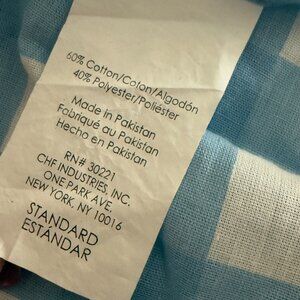 60% Cotton/Coton/Algodón
40% Polyester/Poliéster
Made in Pakistan
Fabriqué au Pakistan
Hecho en Pakistan
RN# 30221
CHF INDUSTRIES, INC.
ONE PARK AVE.
NEW YORK, NY 10016
STANDARD
ESTÁNDAR